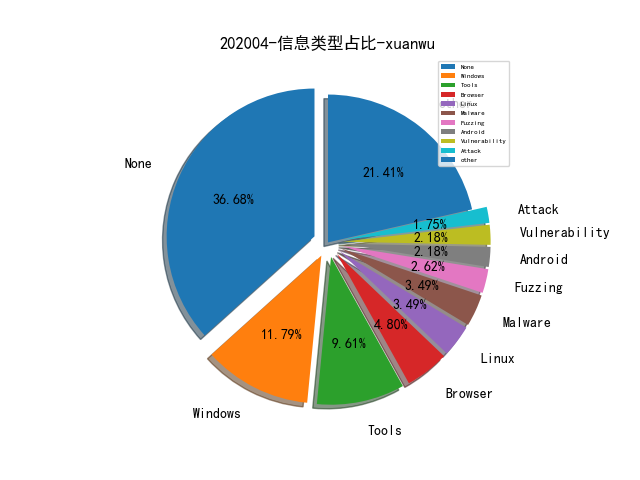 202004-信息类型占比-xuanwu
None
Windows
Tools
Browser
Linux
Malware
Fuzzing
Android
Vulnerability
Attack
other
None
36.68%
21.41%
Attack
1.75%
Vulnerability
2.18%
Android
2.18%
Fuzzing
2.62%
Malware
3.49%
Linux
3.49%
Browser
4.80%
Tools
9.61%
Windows
11.79%